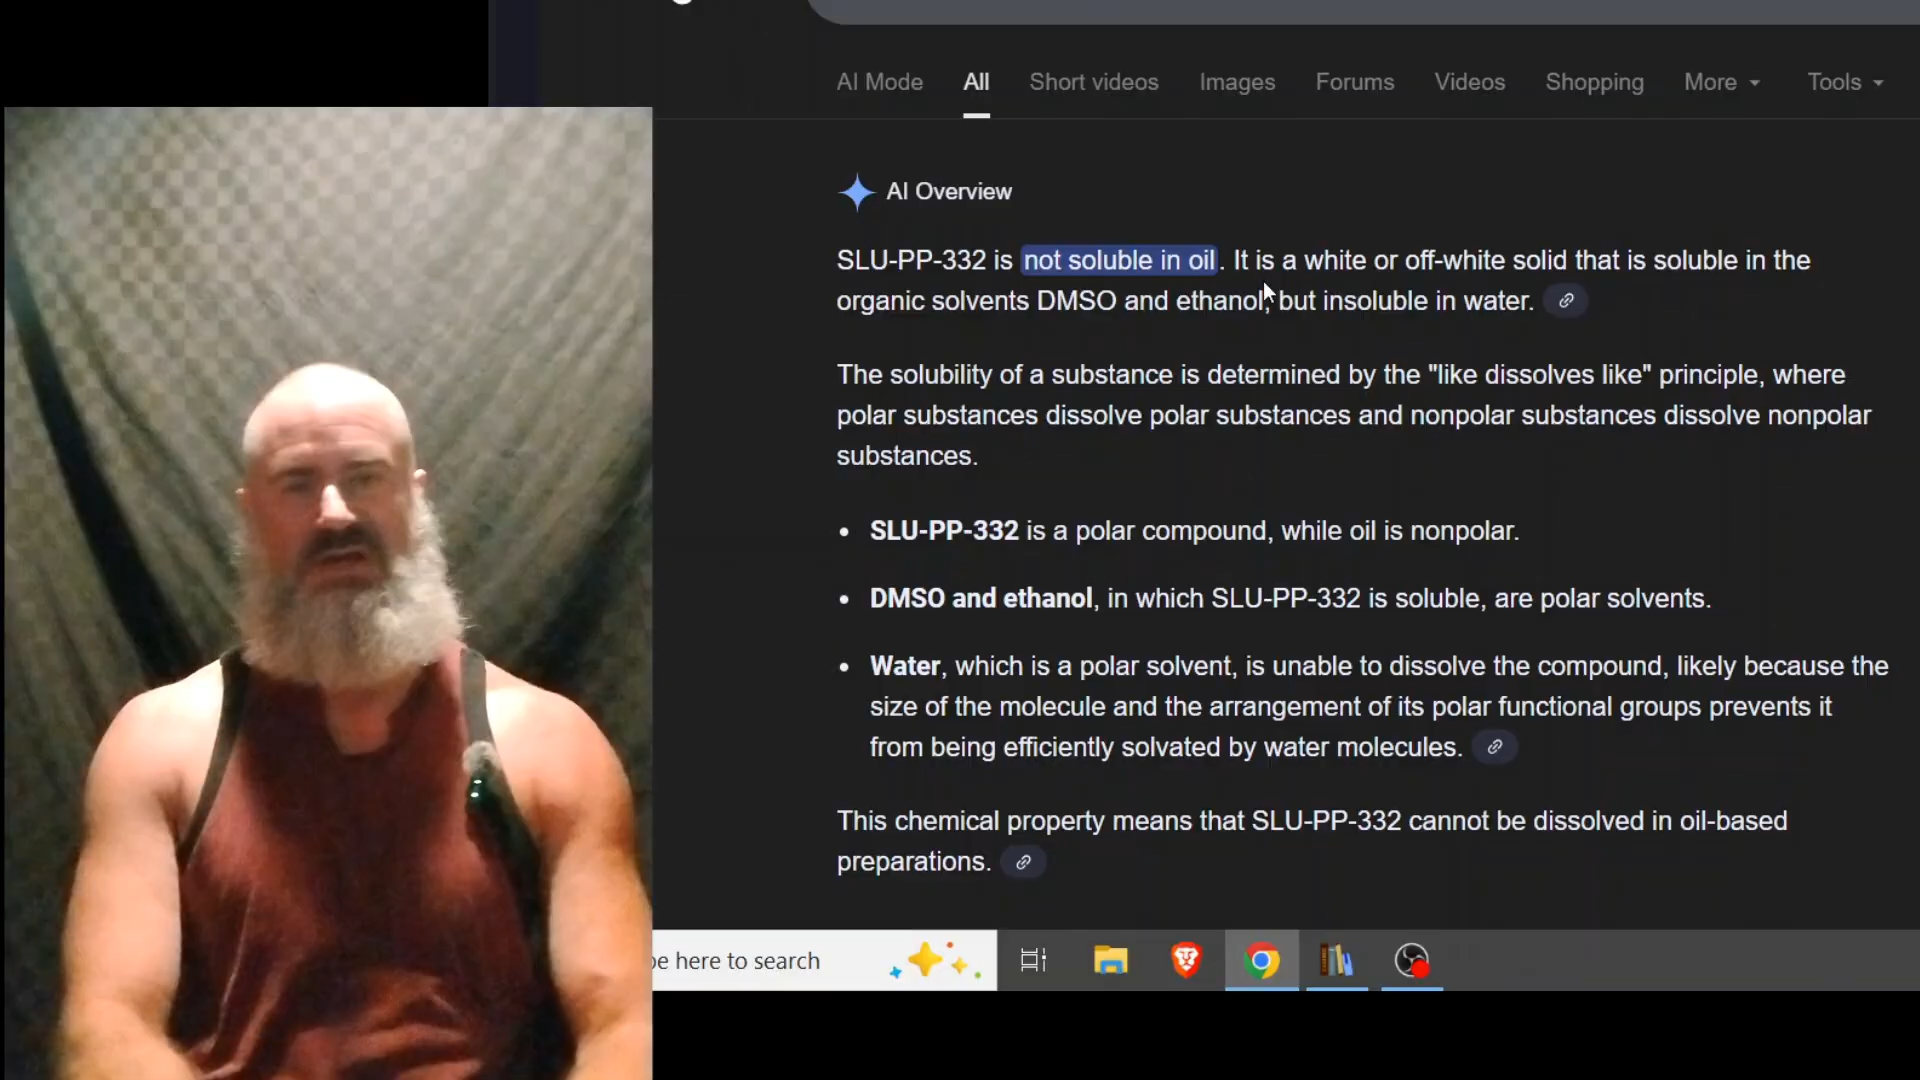 AI Mode All Short videos Images Forums Videos Shopping More Tools
AI Overview
SLU-PP-332 is not soluble in oil. It is a white or off-white solid that is soluble in the
organic solvents DMSO and ethanol, but insoluble in water.
The solubility of a substance is determined by the "like dissolves like" principle, where
polar substances dissolve polar substances and nonpolar substances dissolve nonpolar
substances.
• SLU-PP-332 is a polar compound, while oil is nonpolar.
• DMSO and ethanol, in which SLU-PP-332 is soluble, are polar solvents.
• Water, which is a polar solvent, is unable to dissolve the compound, likely because the
size of the molecule and the arrangement of its polar functional groups prevents it
from being efficiently solvated by water molecules.
This chemical property means that SLU-PP-332 cannot be dissolved in oil-based
preparations.
here to search